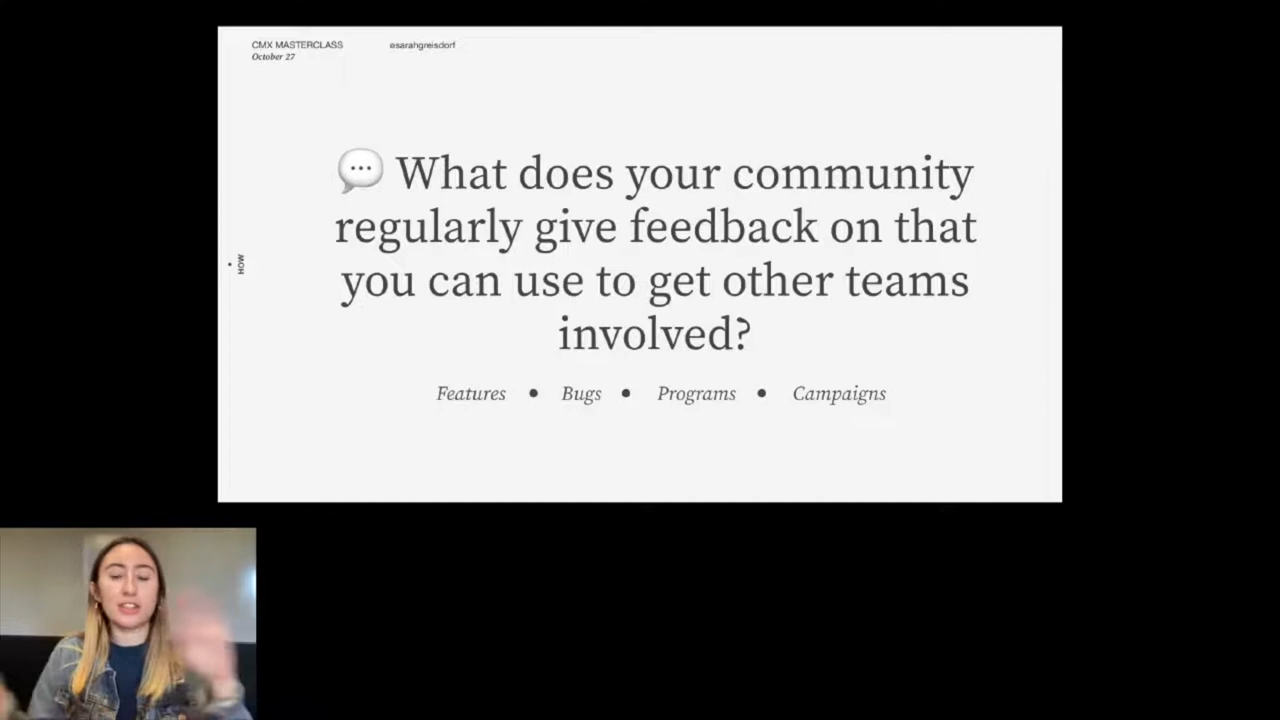 CMX MASTERCLASS
@sarahgreisdorf
October 27
What does your community
regularly give feedback on that
you can use to get other teams
involved?
Features • Bugs • Programs • Campaigns
• HOW